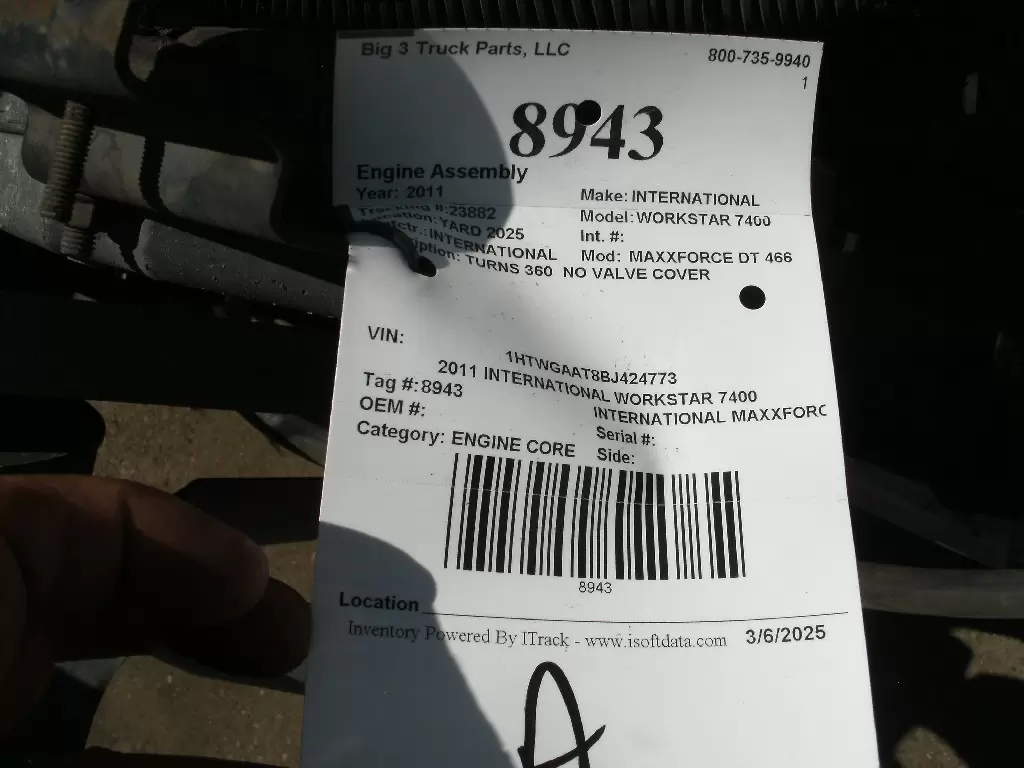 Big 3 Truck Parts, LLC 800-735-9940
1
8943
Engine Assembly
Year: 2011 Make: INTERNATIONAL
Tracking #:23882 Model: WORKSTAR 7400
Location: YARD 2025 Int. #:
Mfctr.: INTERNATIONAL Mod: MAXXFORCE DT 466
iption: TURNS 360 NO VALVE COVER
VIN:
1HTWGAAT8BJ424773
2011 INTERNATIONAL WORKSTAR 7400
Tag #: 8943 INTERNATIONAL MAXXFORC
OEM #: Serial #:
Category: ENGINE CORE Side:
8943
Location
Inventory Powered By ITrack - www.isoftdata.com 3/6/2025
A